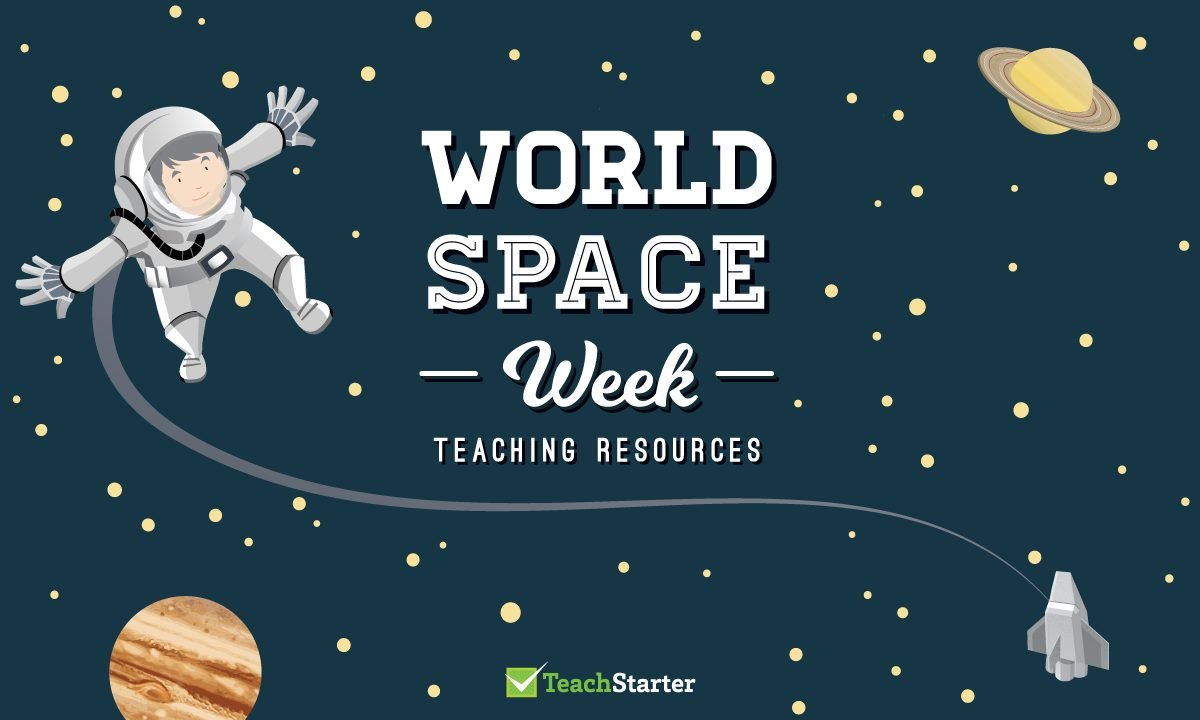 WORLD
SPACE
Week
TEACHING RESOURCES
TeachStarter